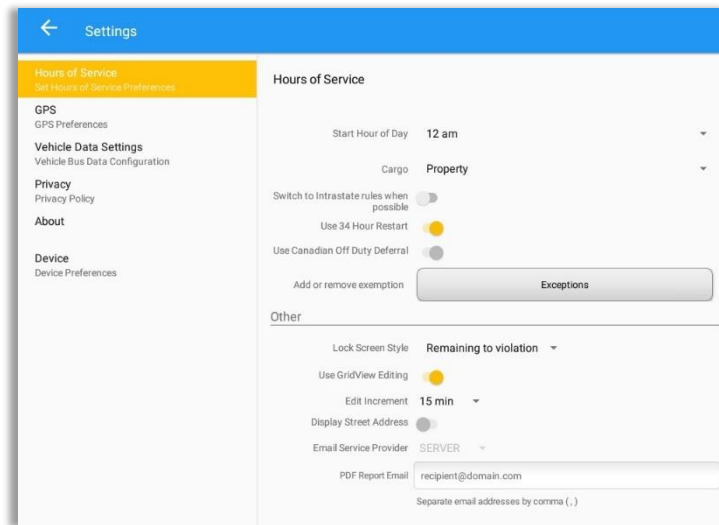 Settings
Hours of Service
Set Hours of Service Preferences
GPS
GPS Preferences
Vehicle Data Settings
Vehicle Bus Data Configuration
Privacy
Privacy Policy
About
Device
Device Preferences
Hours of Service
Start Hour of Day 12 am
Cargo Property
Switch to Intrastate rules when
possible
Use 34 Hour Restart
Use Canadian Off Duty Deferral
Add or remove exemption Exceptions
Other
Lock Screen Style Remaining to violation
Use GridView Editing
Edit Increment 15 min
Display Street Address
Email Service Provider SERVER
PDF Report Email recipient@domain.com
Separate email addresses by comma ( , )